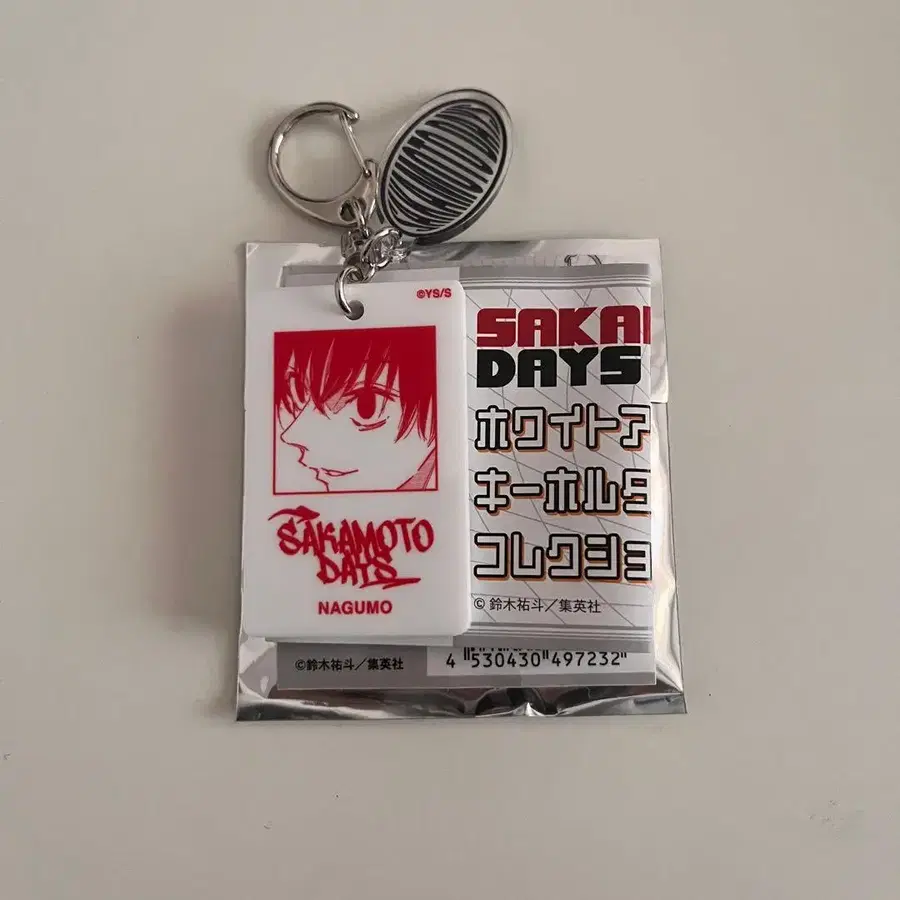 ©YS/S
SAKAMOTO
DAYS
NAGUMO
SAKA
DAYS
ホワイトア
キーホルダ
コレクショ
© 鈴木祐斗／集英社
©鈴木祐斗／集英社
4 530430 497232